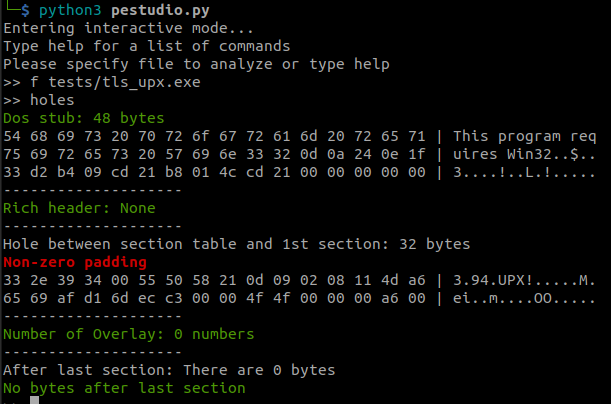 └─$ python3 pestudio.py
Entering interactive mode...
Type help for a list of commands
Please specify file to analyze or type help
>> f tests/tls_upx.exe
>> holes
Dos stub: 48 bytes
54 68 69 73 20 70 72 6f 67 72 61 6d 20 72 65 71 | This program req
75 69 72 65 73 20 57 69 6e 33 32 0d 0a 24 0e 1f | uires Win32..$..
33 d2 b4 09 cd 21 b8 01 4c cd 21 00 00 00 00 00 | 3....!..L.!.....
--------------------
Rich header: None
--------------------
Hole between section table and 1st section: 32 bytes
Non-zero padding
33 2e 39 34 00 55 50 58 21 0d 09 02 08 11 4d a6 | 3.94.UPX!.....M.
65 69 af d1 6d ec c3 00 00 4f 4f 00 00 00 a6 00 | ei..m....OO.....
--------------------
Number of Overlay: 0 numbers
--------------------
After last section: There are 0 bytes
No bytes after last section
>>